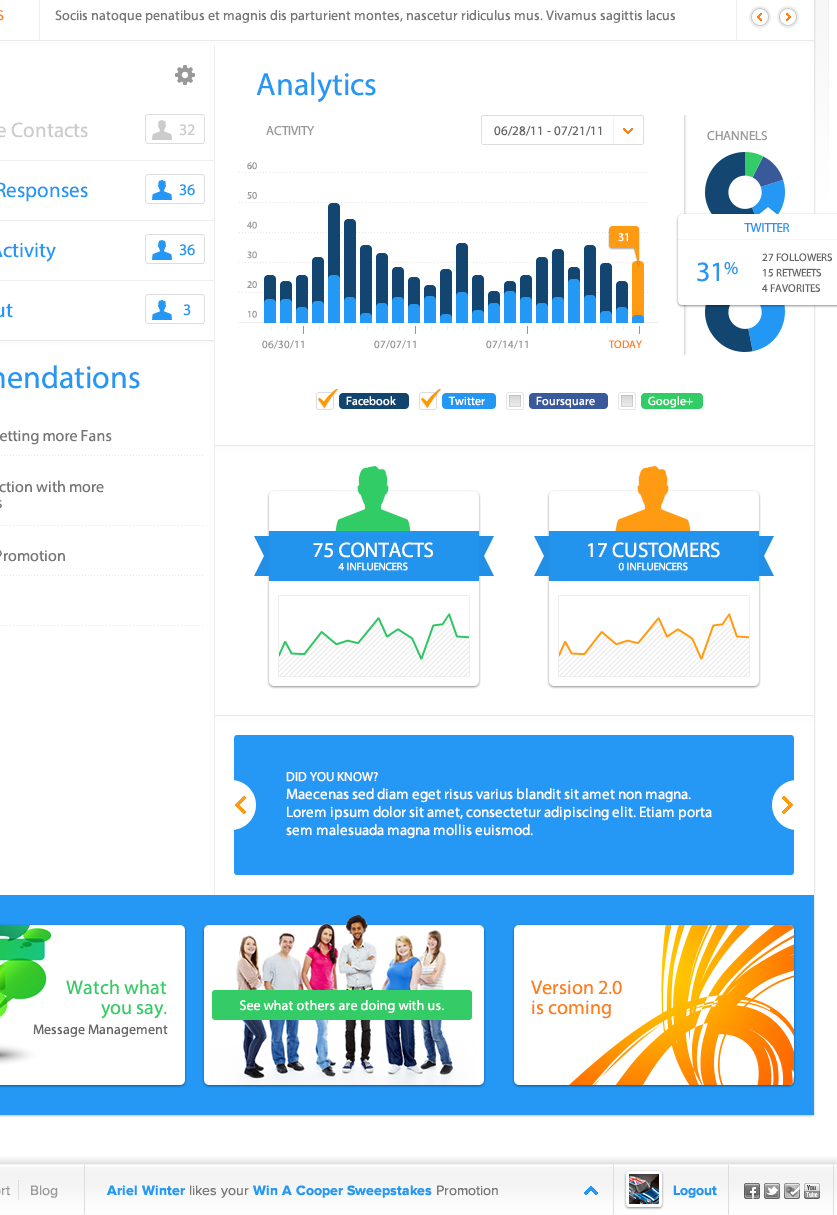 S
Sociis natoque penatibus et magnis dis parturient montes, nascetur ridiculus mus. Vivamus sagittis lacus
e Contacts 32
Responses 36
ctivity 36
ut 3
endations
etting more Fans
ction with more
s
Promotion
Analytics
ACTIVITY
06/28/11 - 07/21/11
60
50
40
30
20
10
31
06/30/11 07/07/11 07/14/11 TODAY
Facebook Twitter Foursquare Google+
CHANNELS
TWITTER
31%
27 FOLLOWERS
15 RETWEETS
4 FAVORITES
75 CONTACTS
4 INFLUENCERS
17 CUSTOMERS
0 INFLUENCERS
DID YOU KNOW?
Maecenas sed diam eget risus varius blandit sit amet non magna.
Lorem ipsum dolor sit amet, consectetur adipiscing elit. Etiam porta
sem malesuada magna mollis euismod.
Watch what
you say.
Message Management
See what others are doing with us.
Version 2.0
is coming
rt Blog
Ariel Winter likes your Win A Cooper Sweepstakes Promotion
Logout
You
Tube